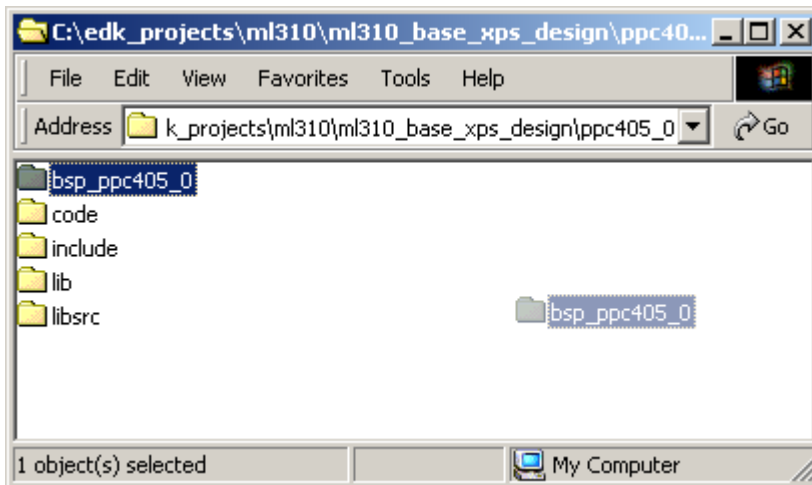 C:\edk_projects\ml310\ml310_base_xps_design\ppc40...
File Edit View Favorites Tools Help
Address k_projects\ml310\ml310_base_xps_design\ppc405_0 Go
bsp_ppc405_0
code
include
lib
libsrc
bsp_ppc405_0
1 object(s) selected My Computer